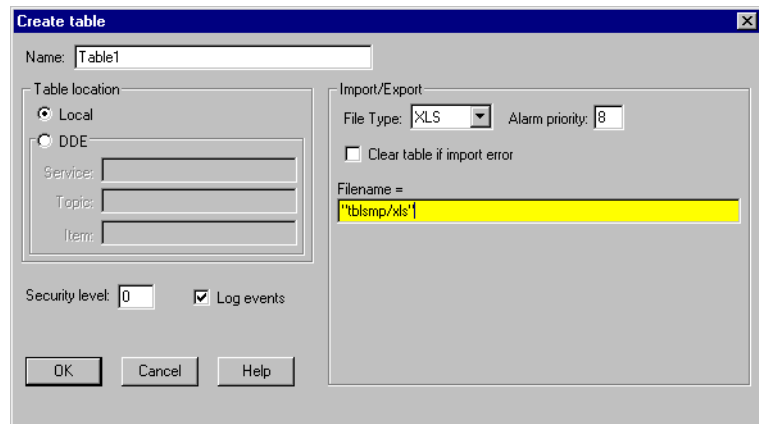 Create table
Name: Table1
Table location
Local
DDE
Service:
Topic:
Item:
Security level: 0
Log events
OK Cancel Help
Import/Export
File Type: XLS Alarm priority: 8
Clear table if import error
Filename =
"tblsmp/xls"